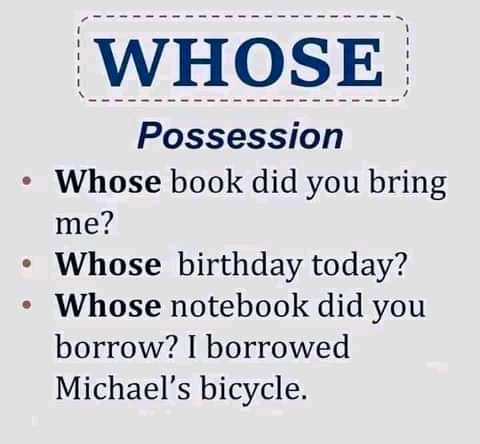 WHOSE
Possession
• Whose book did you bring
me?
• Whose birthday today?
• Whose notebook did you
borrow? I borrowed
Michael’s bicycle.